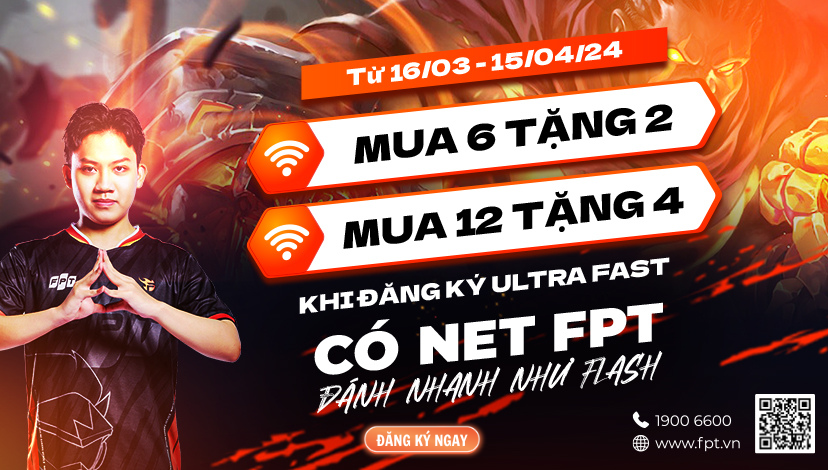 Từ 16/03 - 15/04/24
MUA 6 TẶNG 2
MUA 12 TẶNG 4
KHI ĐĂNG KÝ ULTRA FAST
CÓ NET FPT
ĐÁNH NHANH NHƯ FLASH
FPT
ĐĂNG KÝ NGAY
1900 6600
www.fpt.vn